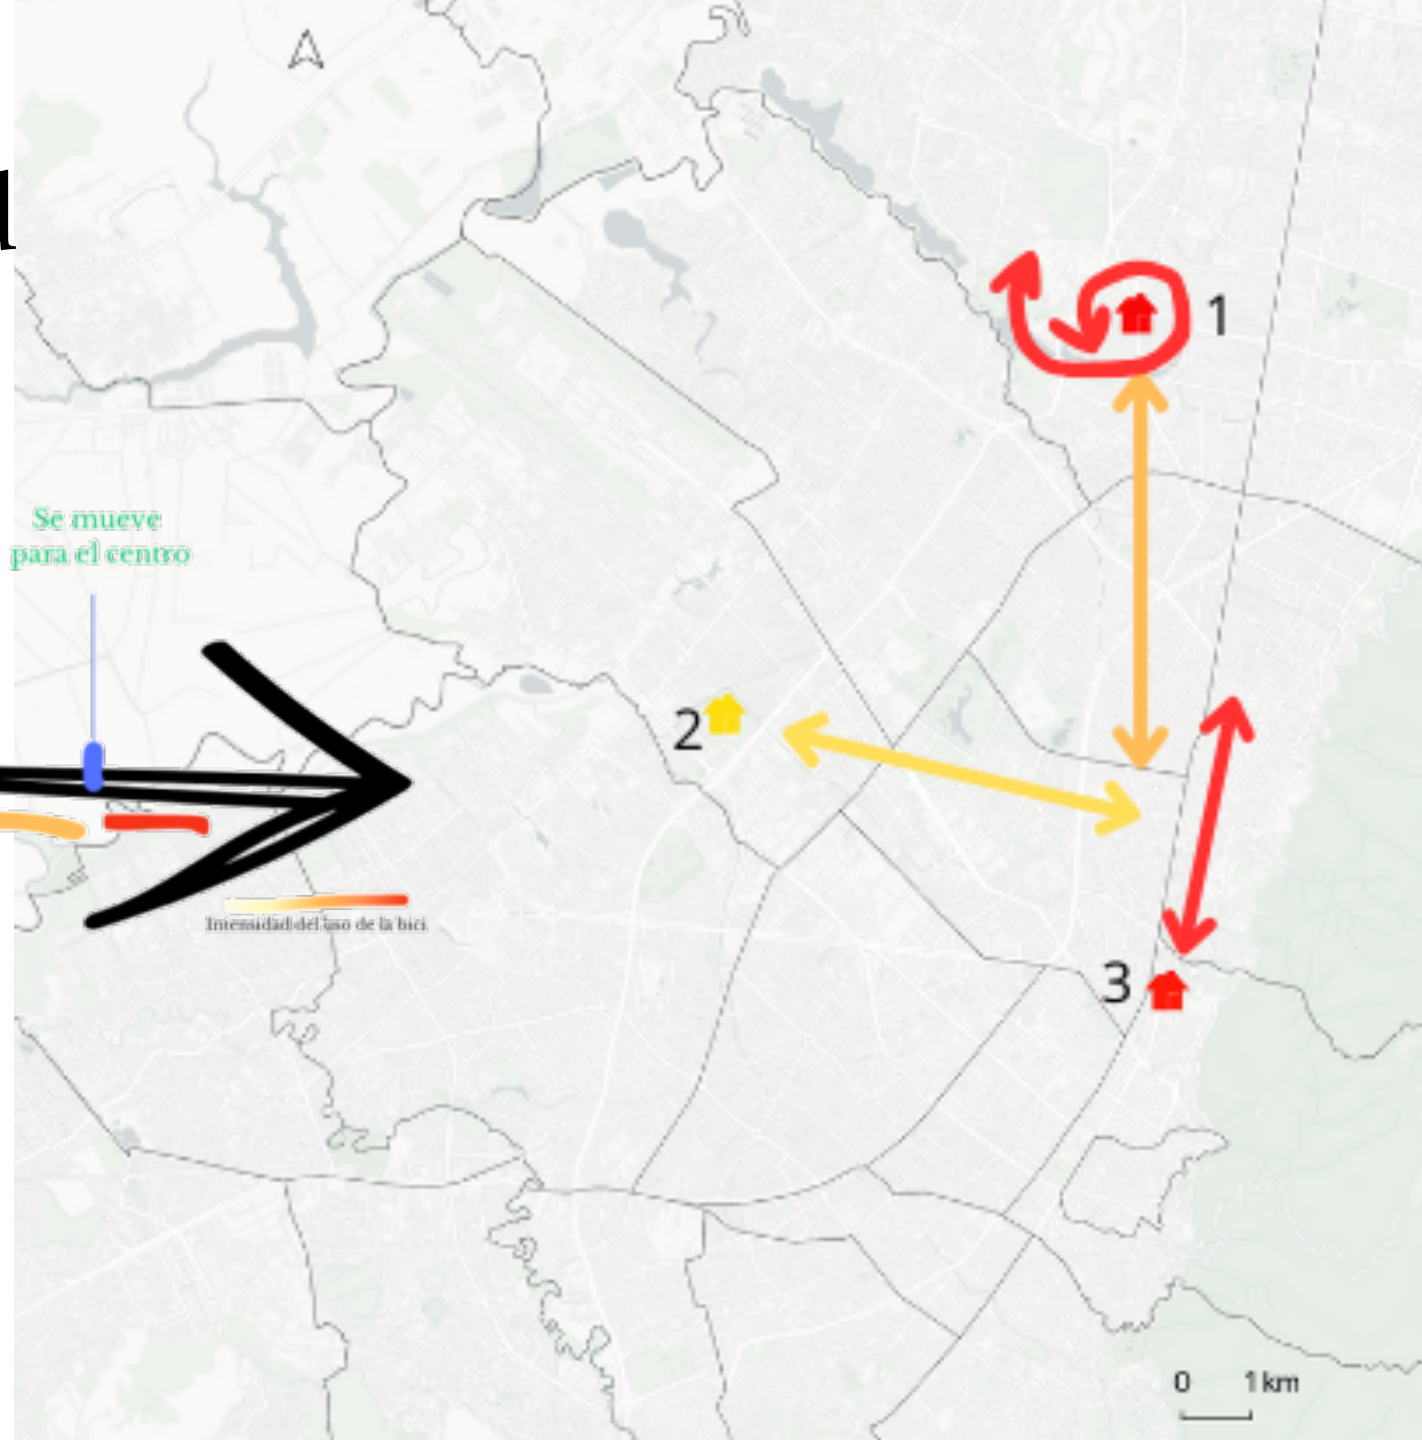 1
Se mueve
para el centro
2
Intensidad del uso de la bici
3
0 1 km